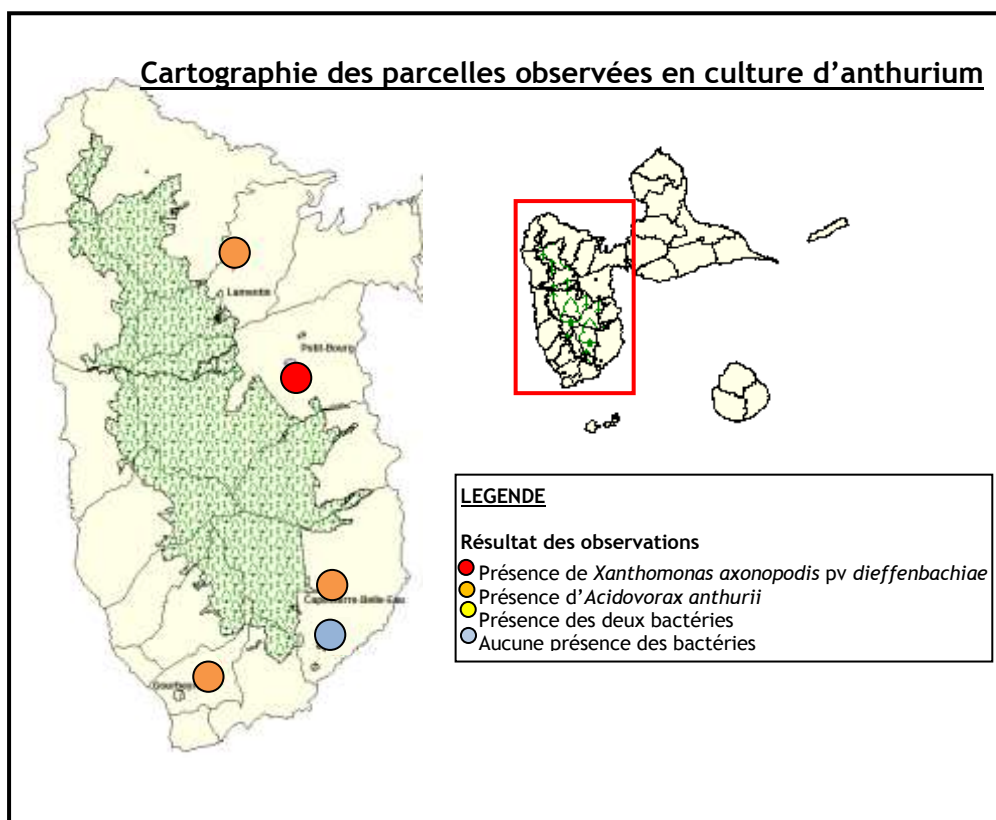 Cartographie des parcelles observées en culture d'anthurium
Lamentin
Petit-Bourg
Capesterre-Belle-Eau
LEGENDE
Résultat des observations
Présence de Xanthomonas axonopodis pv dieffenbachiae
Présence d'Acidovorax anthurii
Présence des deux bactéries
Aucune présence des bactéries